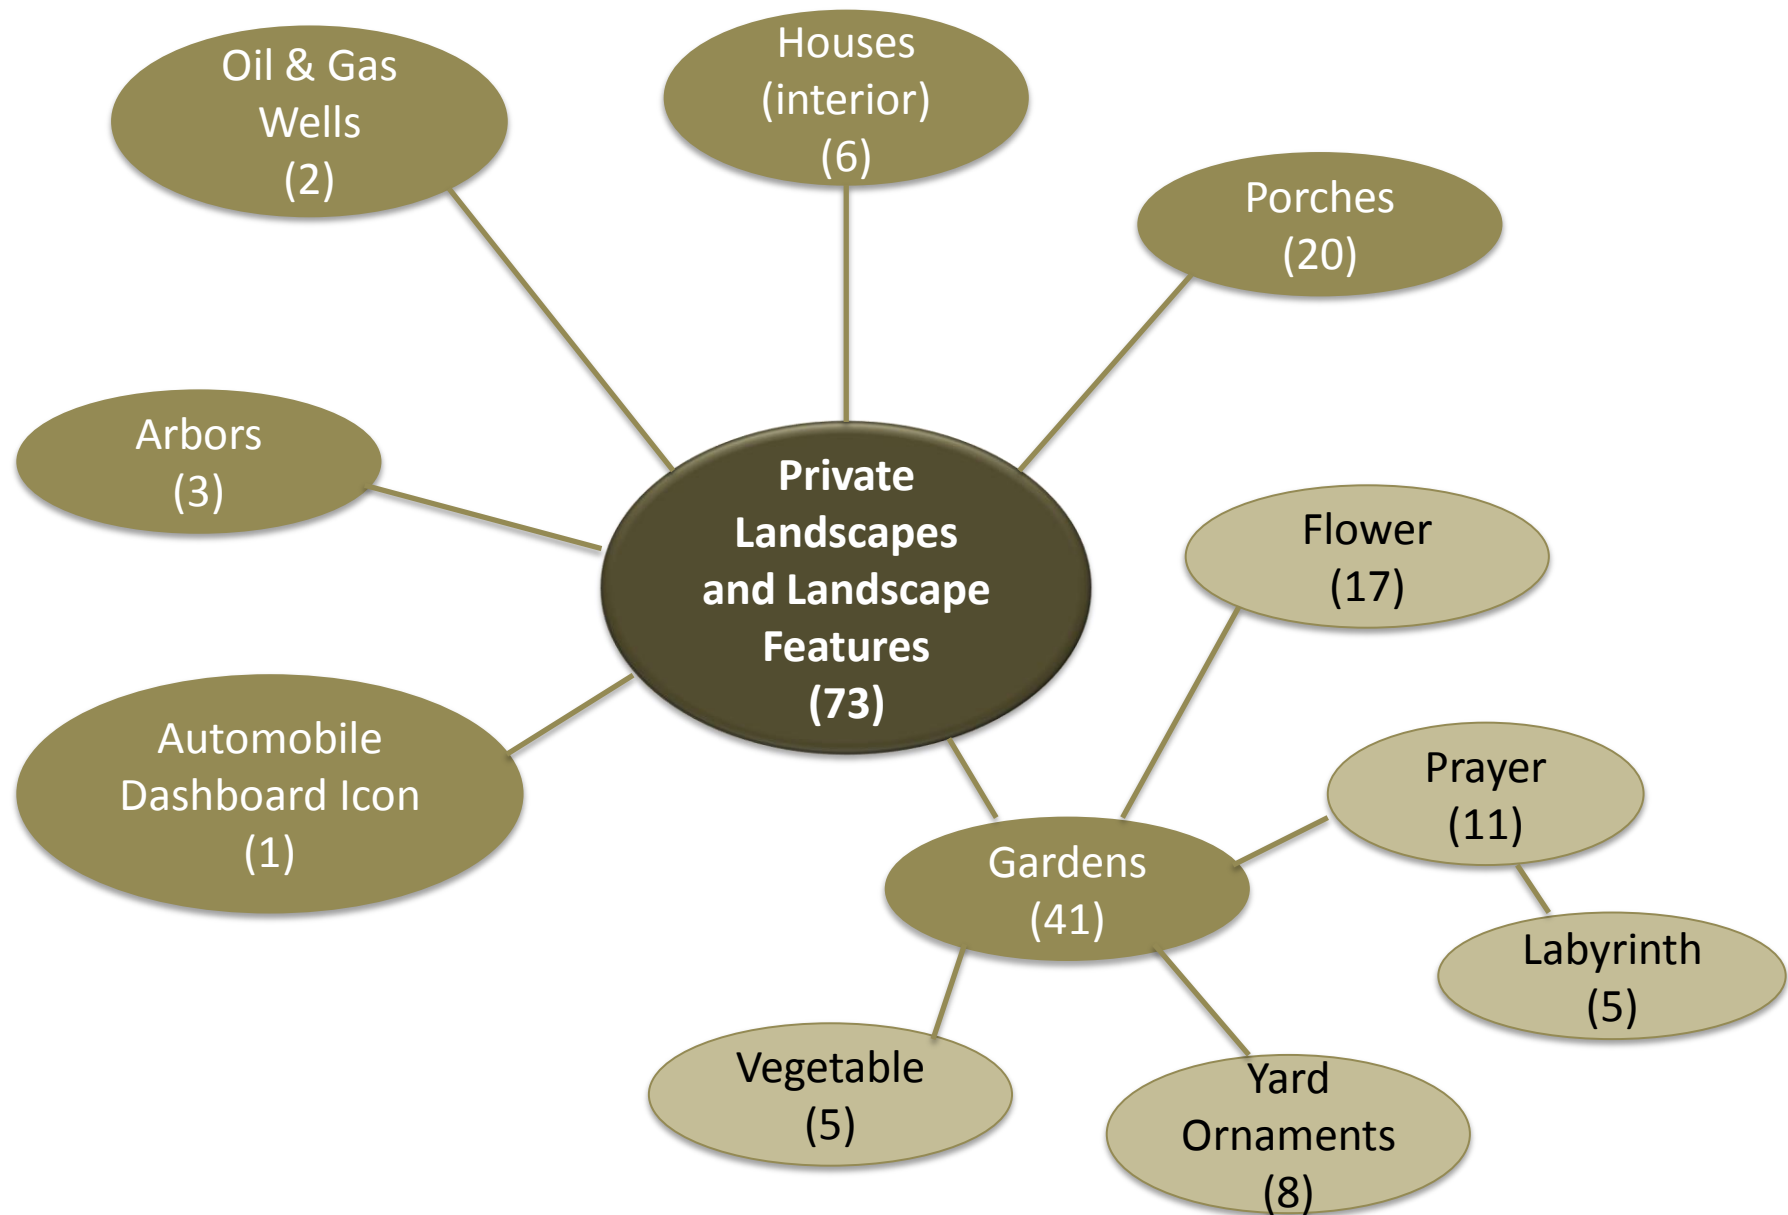 Oil & Gas
Wells
(2)
Houses
(interior)
(6)
Porches
(20)
Arbors
(3)
Private
Landscapes
and Landscape
Features
(73)
Flower
(17)
Automobile
Dashboard Icon
(1)
Prayer
(11)
Gardens
(41)
Labyrinth
(5)
Vegetable
(5)
Yard
Ornaments
(8)